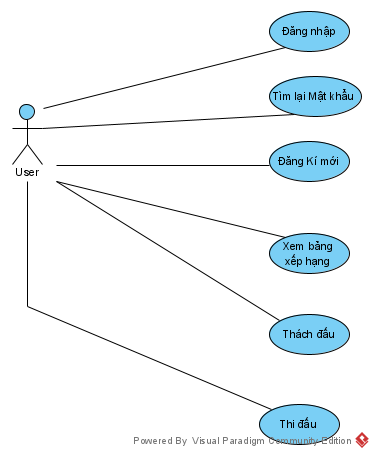 Đăng nhập
Tìm lại Mật khẩu
Đăng Kí mới
User
Xem bảng
xếp hạng
Thách đấu
Thi đấu
Powered By Visual Paradigm Community Edition